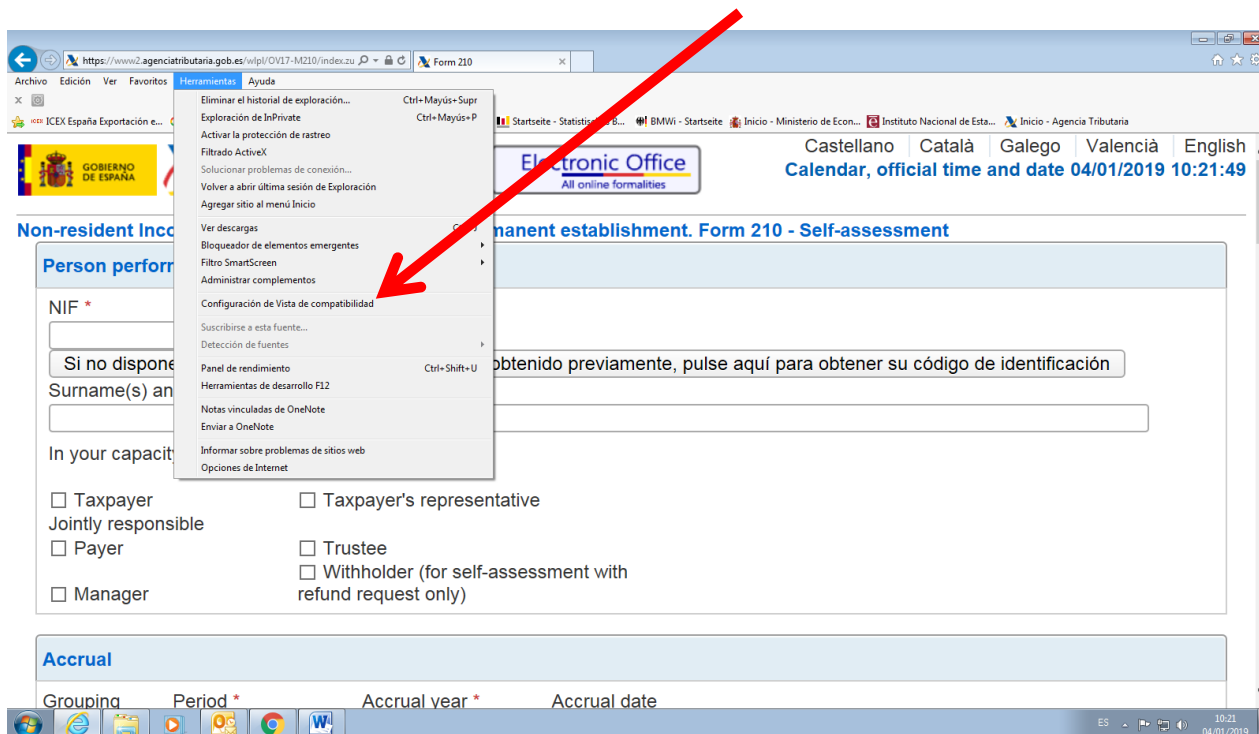 https://www2.agenciatributaria.gob.es/wlpl/OV17-M210/index.zu
Form 210
Archivo Edición Ver Favoritos Herramientas Ayuda
ICEX España Exportación e... Startseite - Statistisches B... BMWi - Startseite Inicio - Ministerio de Econ... Instituto Nacional de Esta... Inicio - Agencia Tributaria
Eliminar el historial de exploración... Ctrl+Mayús+Supr
Exploración de InPrivate Ctrl+Mayús+P
Activar la protección de rastreo
Filtrado ActiveX
Solucionar problemas de conexión...
Volver a abrir última sesión de Exploración
Agregar sitio al menú Inicio
Ver descargas
Bloqueador de elementos emergentes
Filtro SmartScreen
Administrar complementos
Configuración de Vista de compatibilidad
Suscribirse a esta fuente...
Detección de fuentes
Panel de rendimiento Ctrl+Shift+U
Herramientas de desarrollo F12
Notas vinculadas de OneNote
Enviar a OneNote
Informar sobre problemas de sitios web
Opciones de Internet
GOBIERNO
DE ESPAÑA
Electronic Office
All online formalities
Castellano Català Galego Valencià English
Calendar, official time and date 04/01/2019 10:21:49
Non-resident Inco manent establishment. Form 210 - Self-assessment
Person perforr
NIF *
Si no dispone obtenido previamente, pulse aquí para obtener su código de identificación
Surname(s) an
In your capacit
Taxpayer Taxpayer's representative
Jointly responsible
Payer Trustee
Withholder (for self-assessment with
Manager refund request only)
Accrual
Grouping Period * Accrual year * Accrual date
ES 10:21
04/01/2019